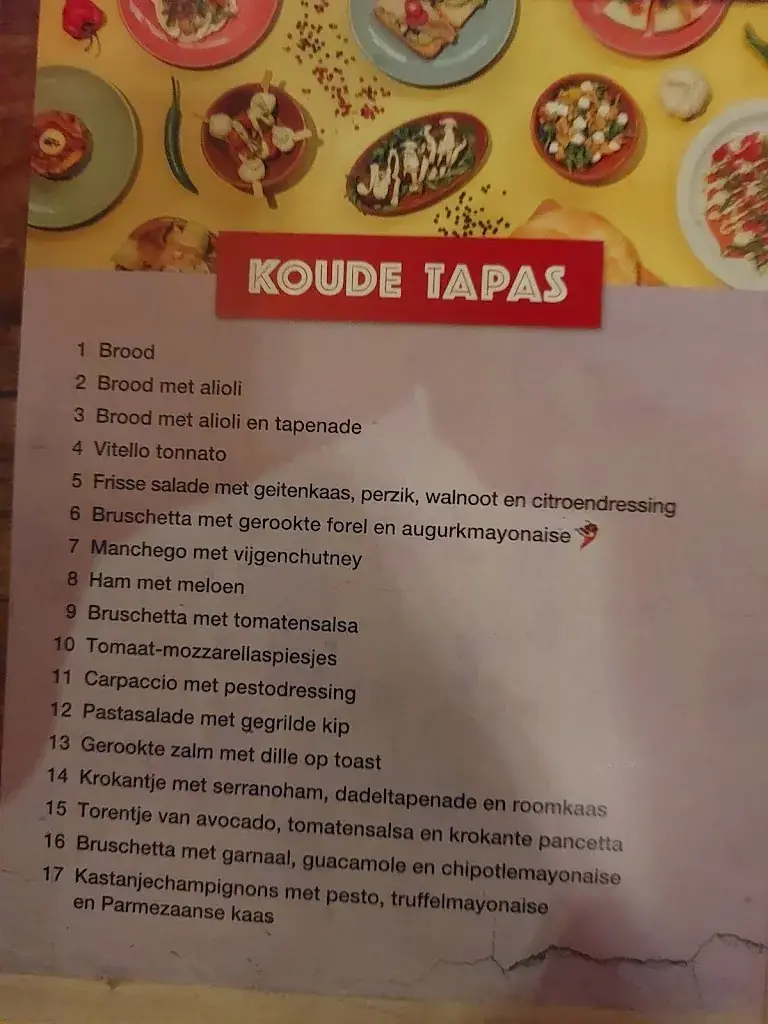 KOUDE TAPAS
1 Brood
2 Brood met alioli
3 Brood met alioli en tapenade
4 Vitello tonnato
5 Frisse salade met geitenkaas, perzik, walnoot en citroendressing
6 Bruschetta met gerookte forel en augurkmayonaise
7 Manchego met vijgenchutney
8 Ham met meloen
9 Bruschetta met tomatensalsa
10 Tomaat-mozzarellaspiesjes
11 Carpaccio met pestodressing
12 Pastasalade met gegrilde kip
13 Gerookte zalm met dille op toast
14 Krokantje met serranoham, dadeltapenade en roomkaas
15 Torentje van avocado, tomatensalsa en krokante pancetta
16 Bruschetta met garnaal, guacamole en chipotlemayonaise
17 Kastanjechampignons met pesto, truffelmayonaise
en Parmezaanse kaas